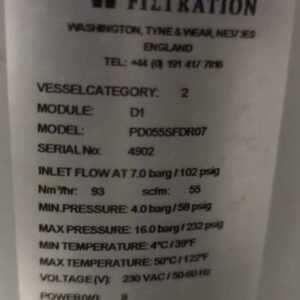 FILTRATION
WASHINGTON, TYNE & WEAR, NE37 3ES
ENGLAND
TEL: +44 (0) 191 417 7816
VESSELCATEGORY: 2
MODULE: D1
MODEL: PD055SFDR07
SERIAL No: 4902
INLET FLOW AT 7.0 barg / 102 psig
Nm³/hr: 93 scfm: 55
MIN.PRESSURE: 4.0 barg / 58 psig
MAX PRESSURE: 16.0 barg / 232 psig
MIN TEMPERATURE: 4°C / 39°F
MAX TEMPERATURE: 50°C / 122°F
VOLTAGE (V): 230 VAC / 50-60 Hz
POWER(W): 9